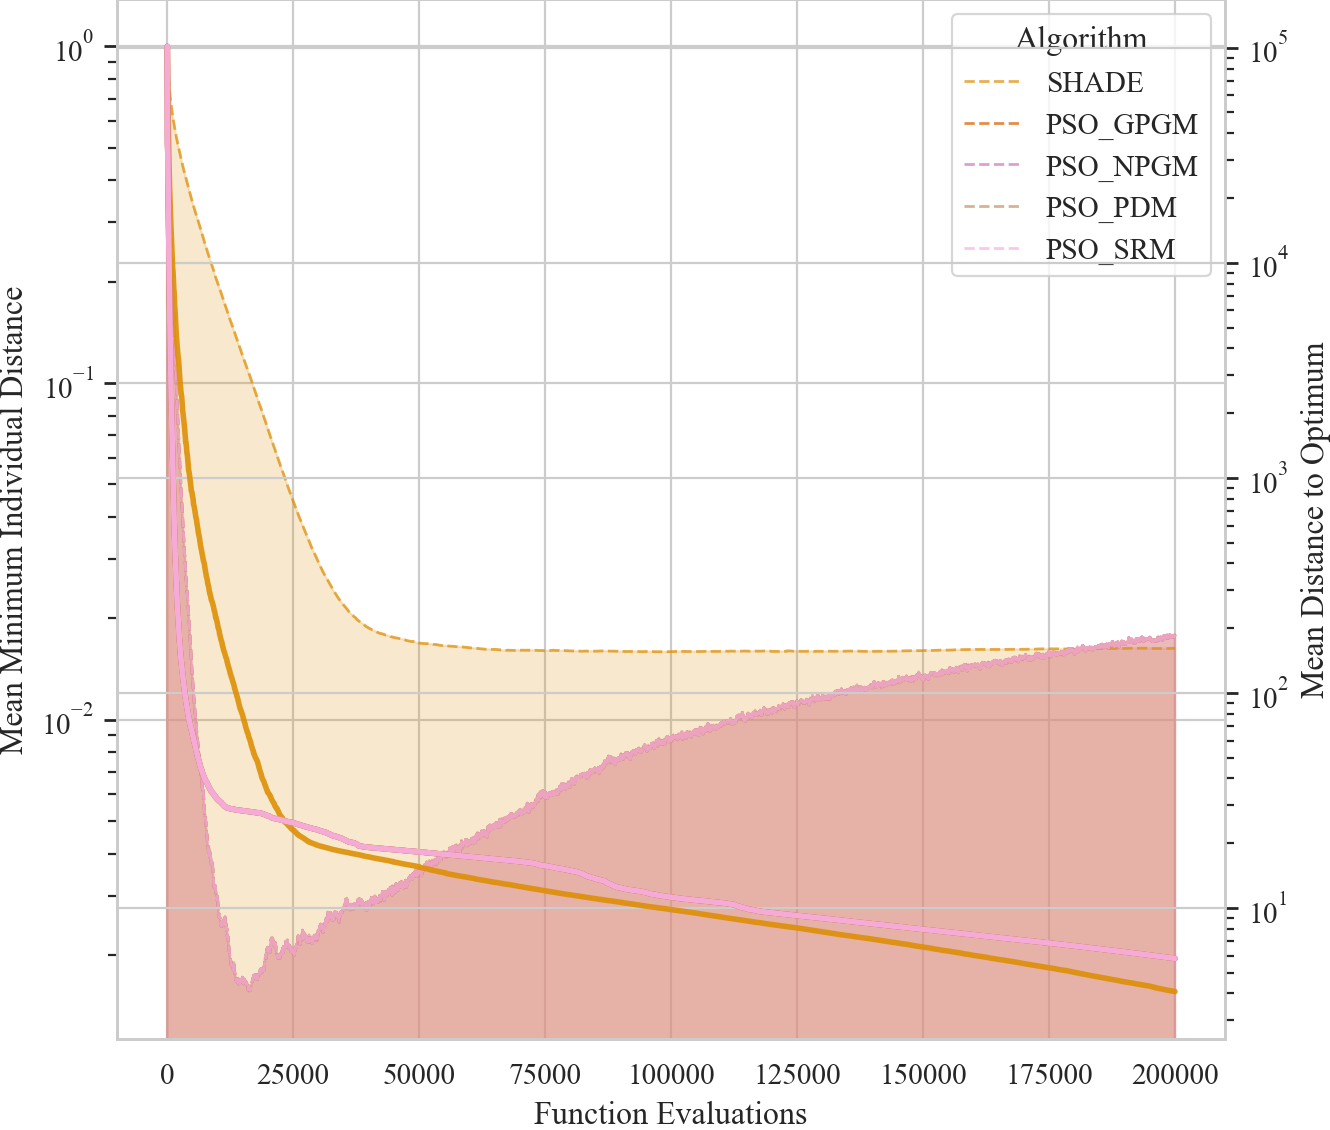 Algorithm
SHADE
PSO_GPGM
PSO_NPGM
PSO_PDM
PSO_SRM
Mean Minimum Individual Distance
10^0
10^−1
10^−2
Mean Distance to Optimum
10^5
10^4
10^3
10^2
10^1
0 25000 50000 75000 100000 125000 150000 175000 200000
Function Evaluations